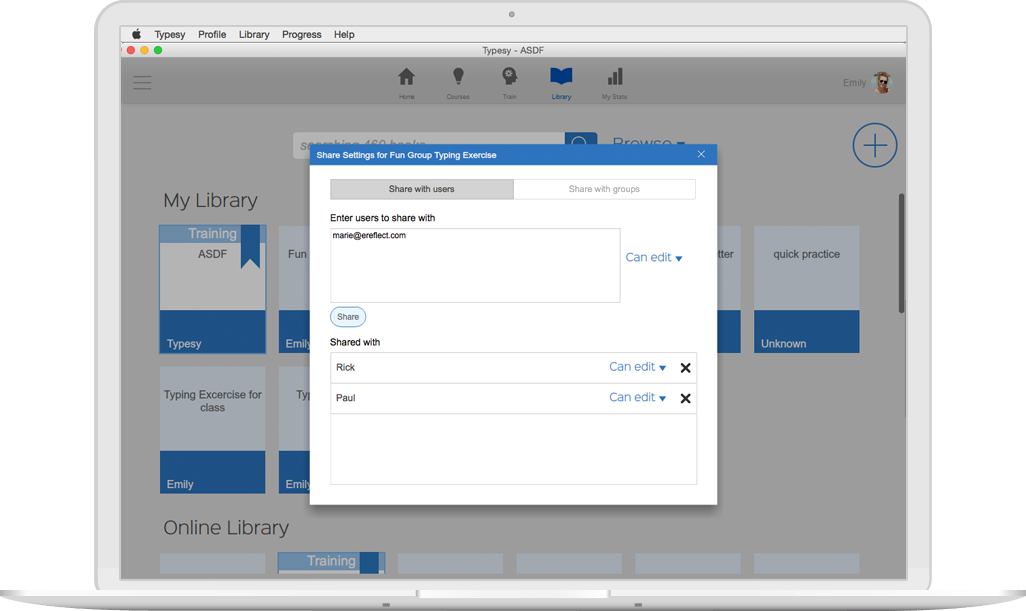 Typesy Profile Library Progress Help
Typesy - ASDF
Home Courses Train Library My Stats
Emily
searching 460 books
Browse
Share Settings for Fun Group Typing Exercise
Share with users Share with groups
Enter users to share with
marie@ereflect.com
Can edit
Share
Shared with
Rick Can edit
Paul Can edit
My Library
Training
ASDF
Typesy
Fun
Emily
tter
quick practice
Unknown
Typing Excercise for
class
Emily
Emily
Online Library
Training